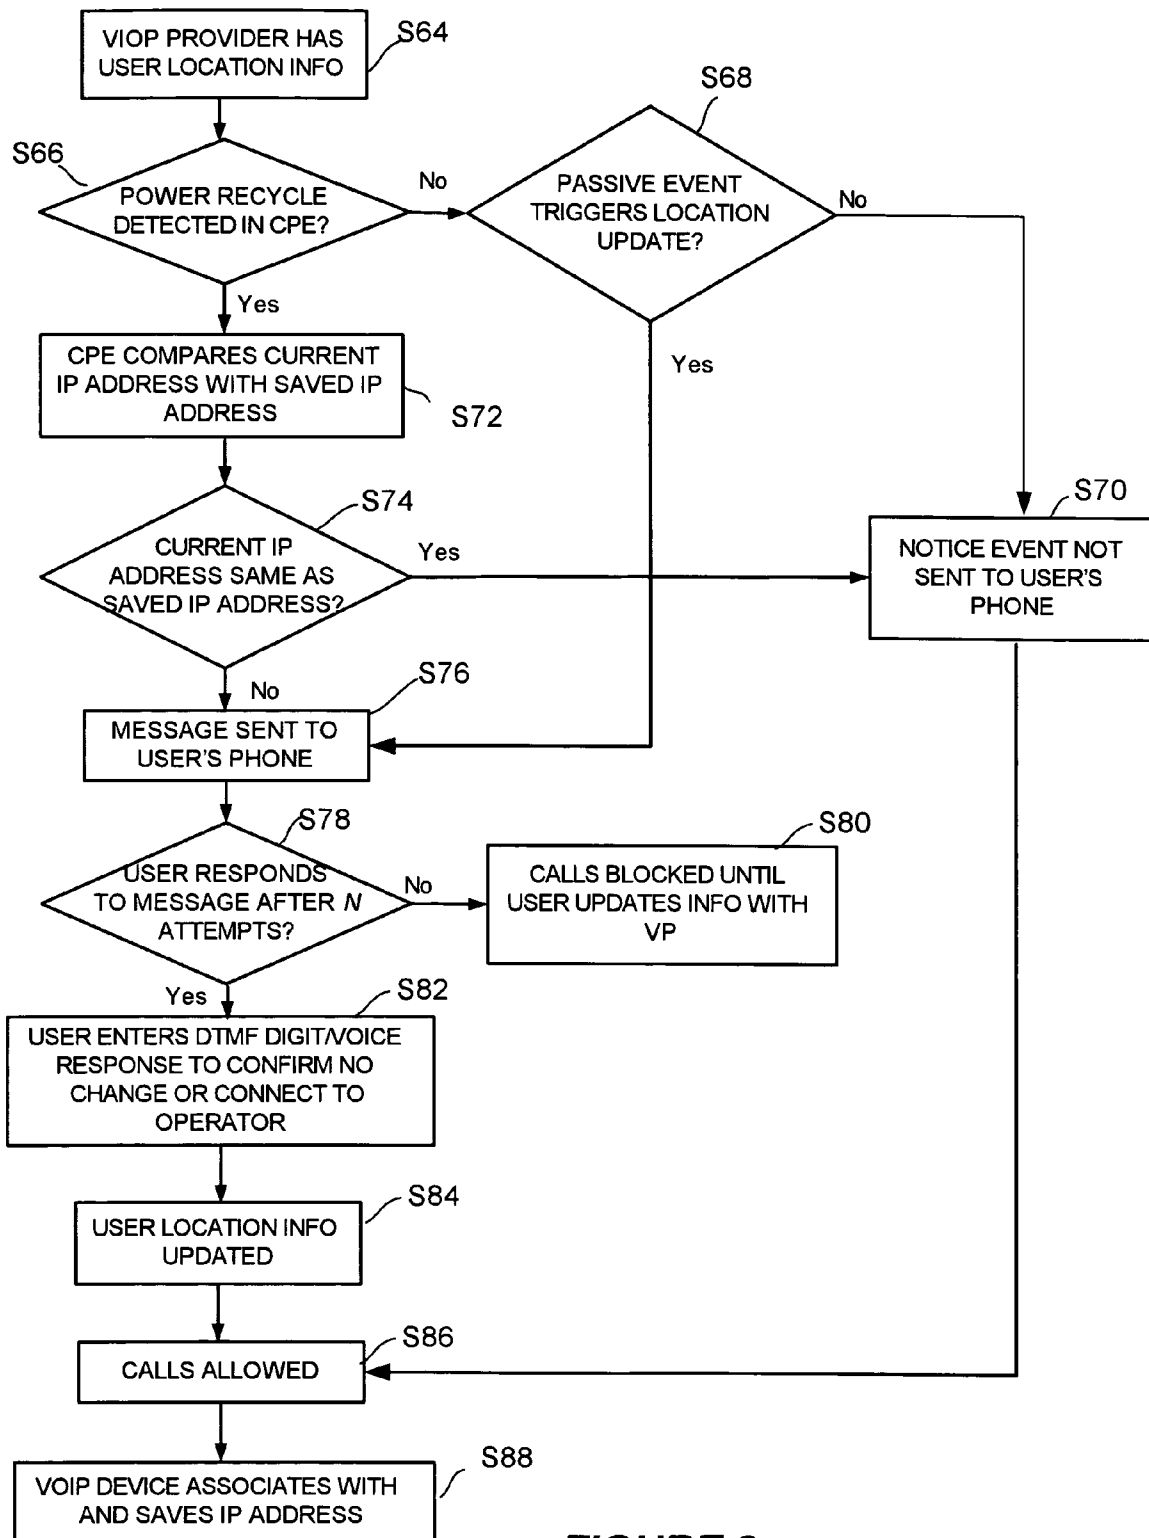 VIOP PROVIDER HAS
USER LOCATION INFO
S64
S66
POWER RECYCLE
DETECTED IN CPE?
No
S68
PASSIVE EVENT
TRIGGERS LOCATION
UPDATE?
No
Yes
Yes
CPE COMPARES CURRENT
IP ADDRESS WITH SAVED IP
ADDRESS
S72
S74
CURRENT IP
ADDRESS SAME AS
SAVED IP ADDRESS?
Yes
S70
NOTICE EVENT NOT
SENT TO USER'S
PHONE
No
S76
MESSAGE SENT TO
USER'S PHONE
S78
USER RESPONDS
TO MESSAGE AFTER N
ATTEMPTS?
No
S80
CALLS BLOCKED UNTIL
USER UPDATES INFO WITH
VP
Yes
S82
USER ENTERS DTMF DIGIT/VOICE
RESPONSE TO CONFIRM NO
CHANGE OR CONNECT TO
OPERATOR
S84
USER LOCATION INFO
UPDATED
S86
CALLS ALLOWED
S88
VOIP DEVICE ASSOCIATES WITH
AND SAVES IP ADDRESS